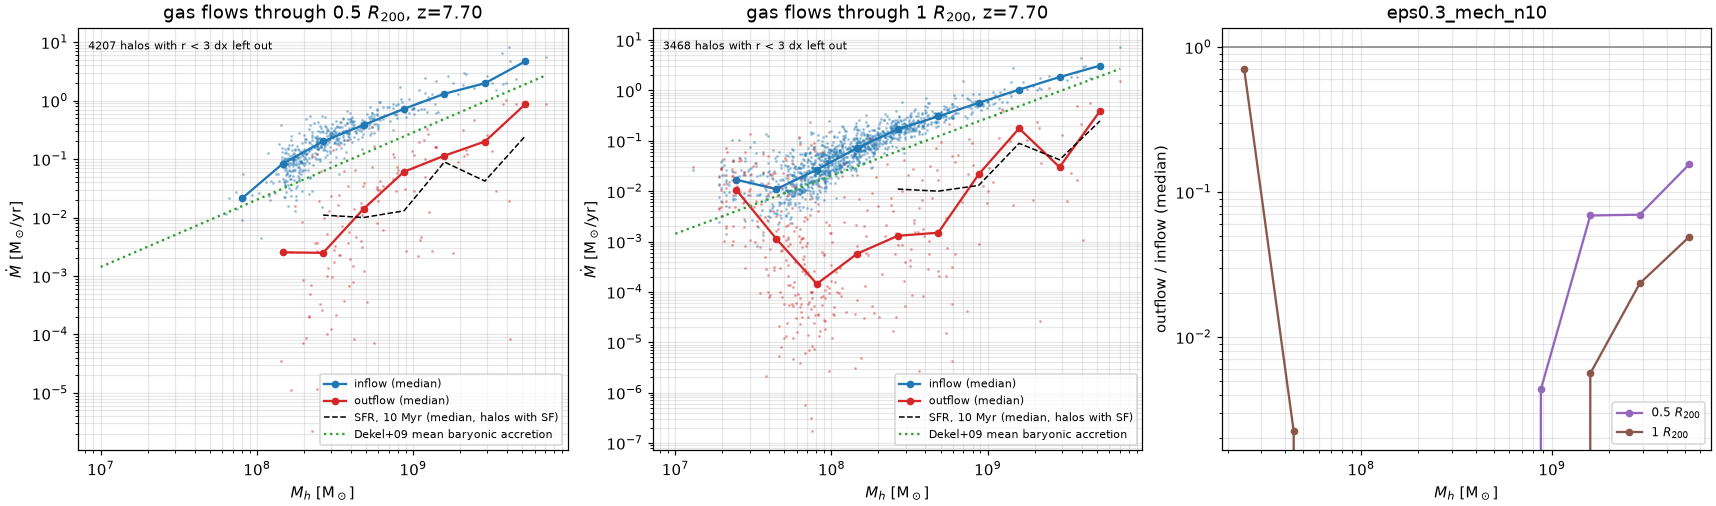 gas flows through 0.5 R₂₀₀, z=7.70
4207 halos with r < 3 dx left out
10¹
10⁰
10⁻¹
10⁻²
10⁻³
10⁻⁴
10⁻⁵
Ṁ [M⊙/yr]
inflow (median)
outflow (median)
SFR, 10 Myr (median, halos with SF)
Dekel+09 mean baryonic accretion
10⁷ 10⁸ 10⁹
M_h [M⊙]
gas flows through 1 R₂₀₀, z=7.70
3468 halos with r < 3 dx left out
10¹
10⁰
10⁻¹
10⁻²
10⁻³
10⁻⁴
10⁻⁵
10⁻⁶
10⁻⁷
Ṁ [M⊙/yr]
inflow (median)
outflow (median)
SFR, 10 Myr (median, halos with SF)
Dekel+09 mean baryonic accretion
10⁷ 10⁸ 10⁹
M_h [M⊙]
eps0.3_mech_n10
10⁰
10⁻¹
10⁻²
outflow / inflow (median)
0.5 R₂₀₀
1 R₂₀₀
10⁸ 10⁹
M_h [M⊙]